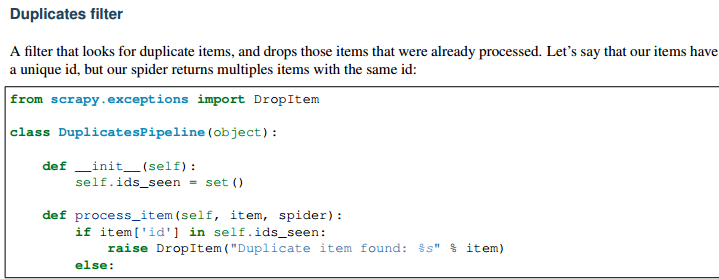 Duplicates filter
A filter that looks for duplicate items, and drops those items that were already processed. Let’s say that our items have
a unique id, but our spider returns multiples items with the same id:
from scrapy.exceptions import DropItem
class DuplicatesPipeline(object):
    def __init__(self):
        self.ids_seen = set()
    def process_item(self, item, spider):
        if item['id'] in self.ids_seen:
            raise DropItem("Duplicate item found: %s" % item)
        else: